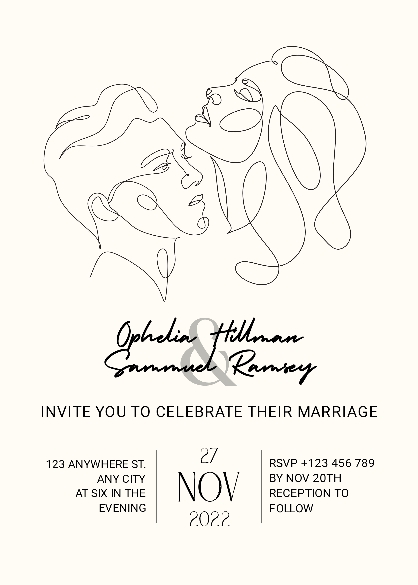 Ophelia Hillman
&
Sammuel Ramsey
INVITE YOU TO CELEBRATE THEIR MARRIAGE
123 ANYWHERE ST.
ANY CITY
AT SIX IN THE
EVENING
27
NOV
2022
RSVP +123 456 789
BY NOV 20TH
RECEPTION TO
FOLLOW